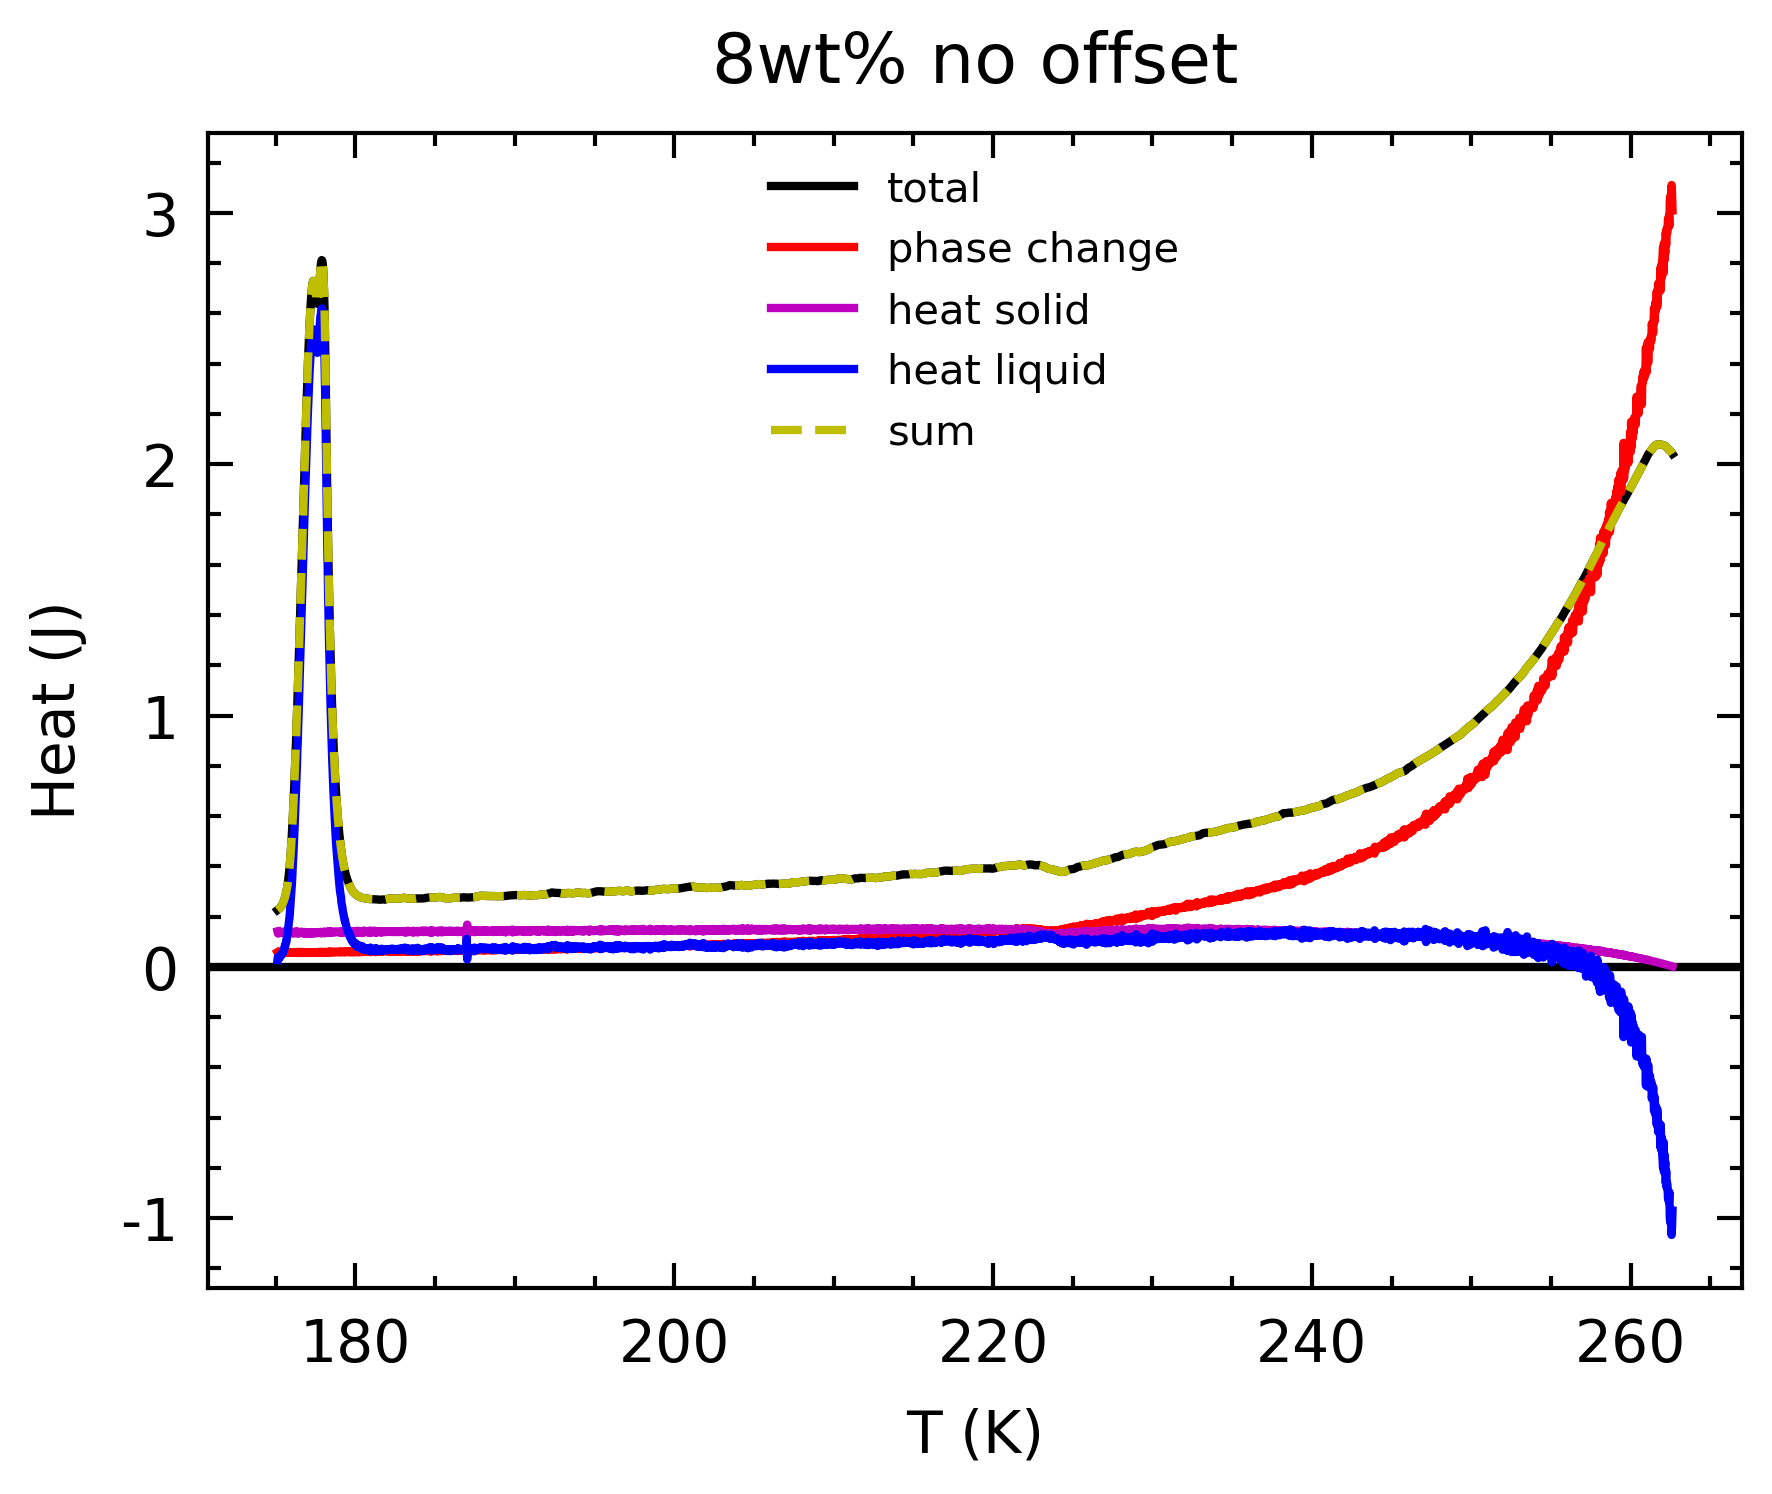 8wt% no offset
total
phase change
heat solid
heat liquid
sum
Heat (J)
3
2
1
0
-1
180 200 220 240 260
T (K)